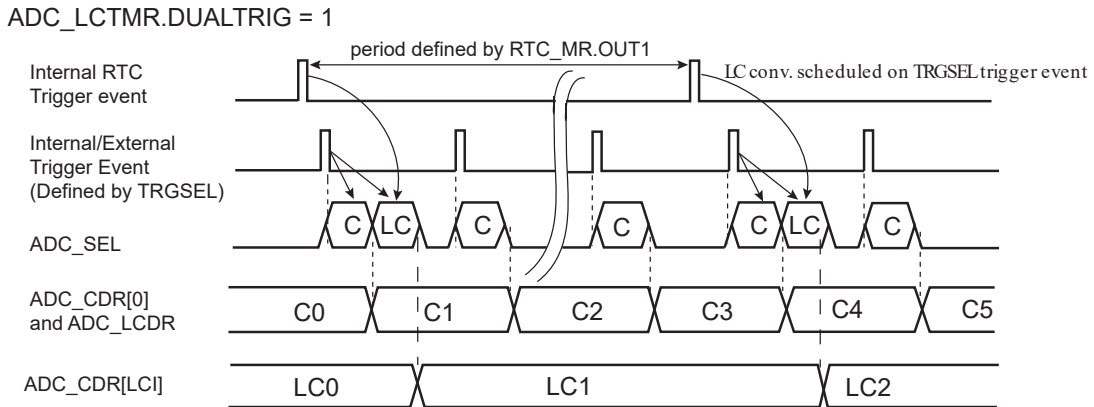 ADC_LCTMR.DUALTRIG = 1
period defined by RTC_MR.OUT1
Internal RTC
Trigger event
LC conv. scheduled on TRGSEL trigger event
Internal/External
Trigger Event
(Defined by TRGSEL)
ADC_SEL
C LC C C C LC C
ADC_CDR[0]
and ADC_LCDR
C0 C1 C2 C3 C4 C5
ADC_CDR[LCI]
LC0 LC1 LC2